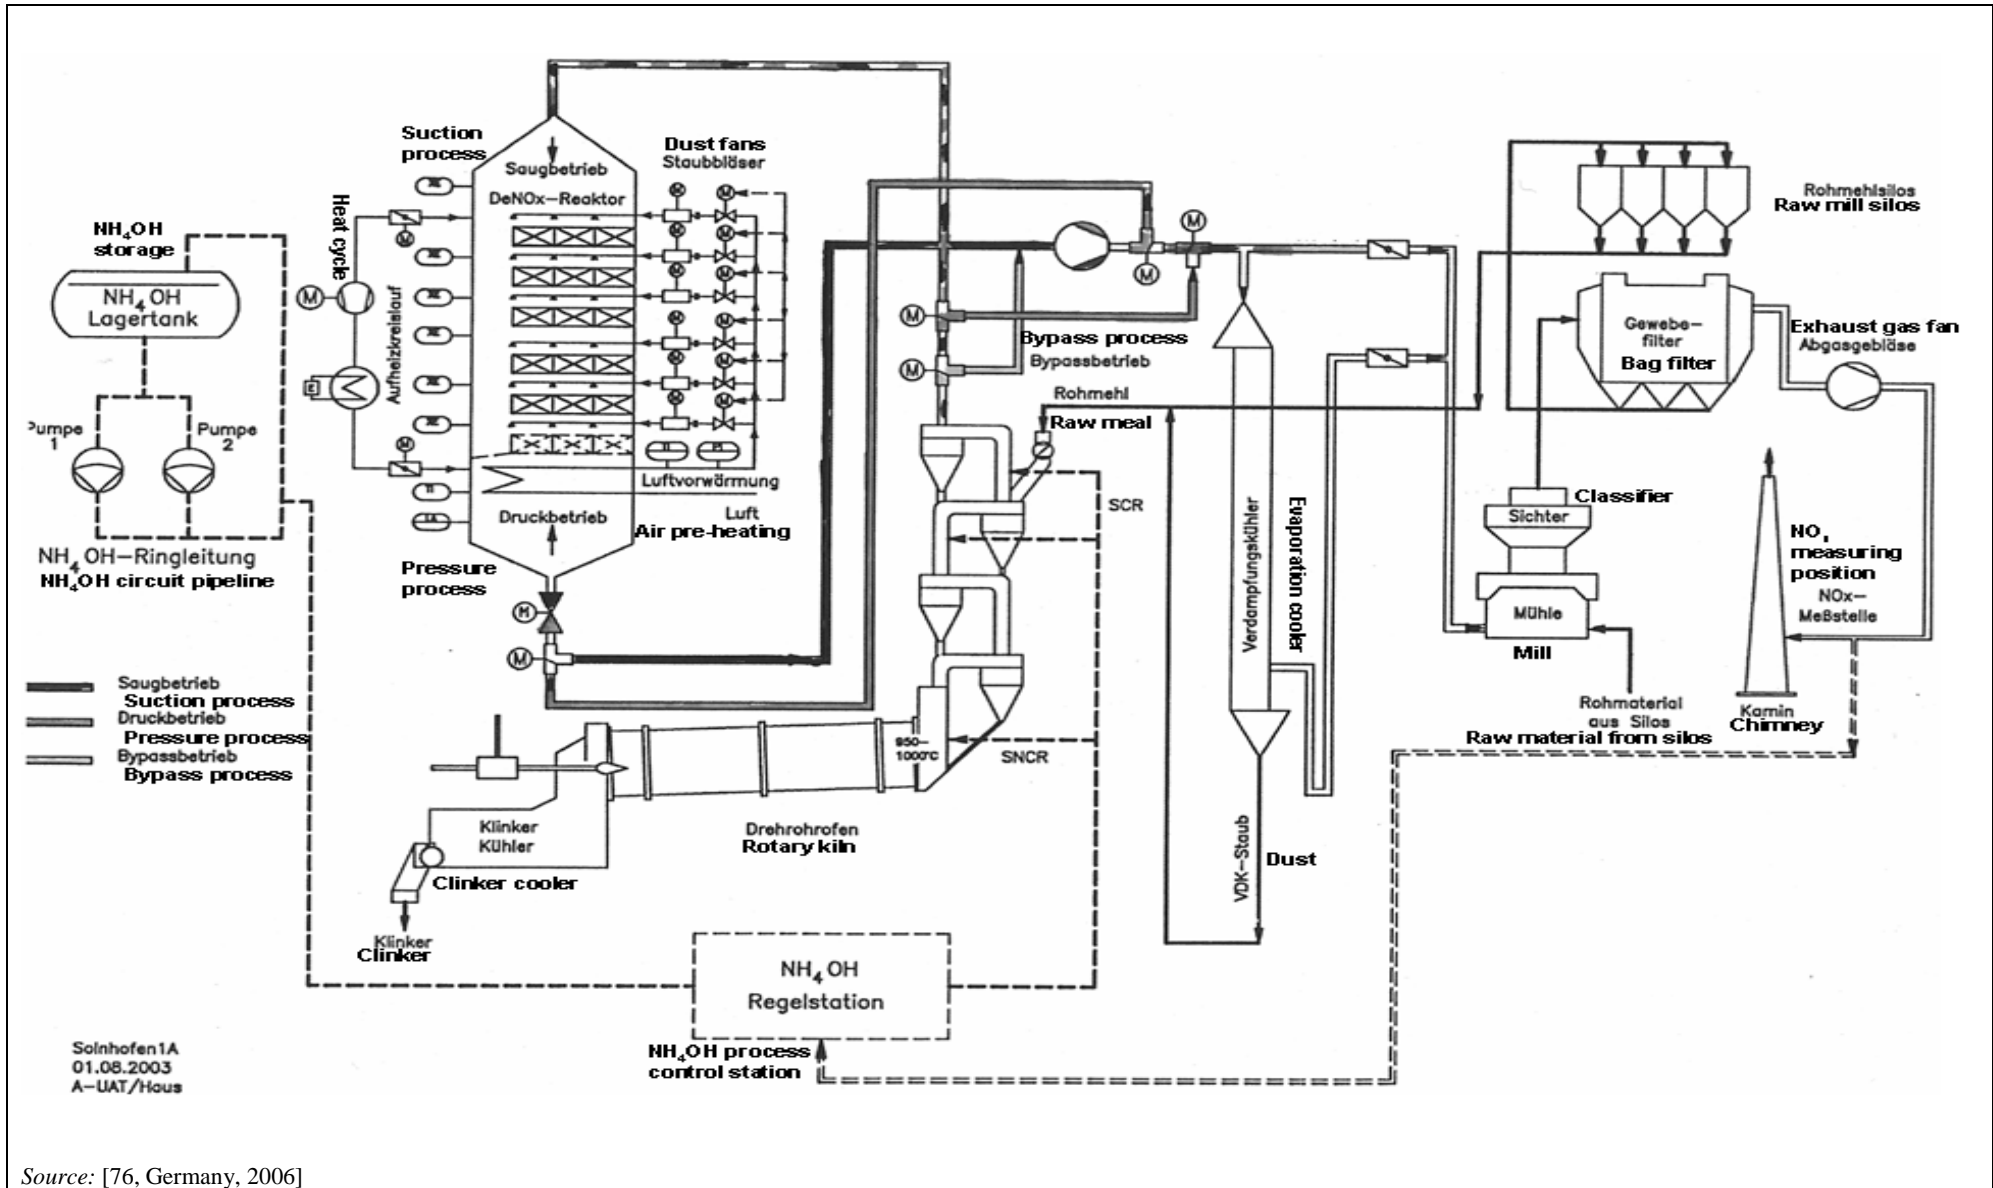 Suction
process
Saugbetrieb
DeNOx-Reaktor
Dust fans
Staubbläser
Heat cycle
Aufheizkreislauf
NH₄OH
storage
NH₄OH
Lagertank
Pumpe
1
Pumpe
2
NH₄OH-Ringleitung
NH₄OH circuit pipeline
M
Luftvorwärmung
Luft
Air pre-heating
Druckbetrieb
Pressure
process
M
M
M
M
M
M
Bypass process
Bypassbetrieb
Rohmehl
Raw meal
SCR
SNCR
Verdampfungskühler
Evaporation cooler
VDK-Staub
Dust
Rohmehlsilos
Raw mill silos
Gewebe-
filter
Bag filter
Exhaust gas fan
Abgasgebläse
Classifier
Sichter
Mühle
Mill
Rohmaterial
aus Silos
Raw material from silos
NOₓ
measuring
position
NOx-
Meßstelle
Kamin
Chimney
Saugbetrieb
Suction process
Druckbetrieb
Pressure process
Bypassbetrieb
Bypass process
950-
1000°C
Klinker
Kühler
Clinker cooler
Klinker
Clinker
Drehrohrofen
Rotary kiln
NH₄OH
Regelstation
NH₄OH process
control station
Solnhofen1A
01.08.2003
A-UAT/Haus
Source: [76, Germany, 2006]